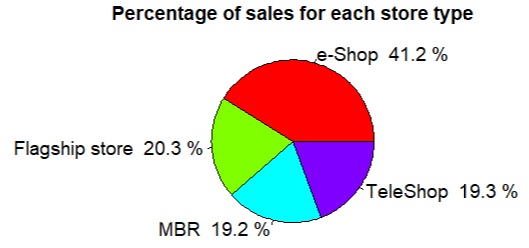 Percentage of sales for each store type
e-Shop 41.2 %
Flagship store 20.3 %
TeleShop 19.3 %
MBR 19.2 %